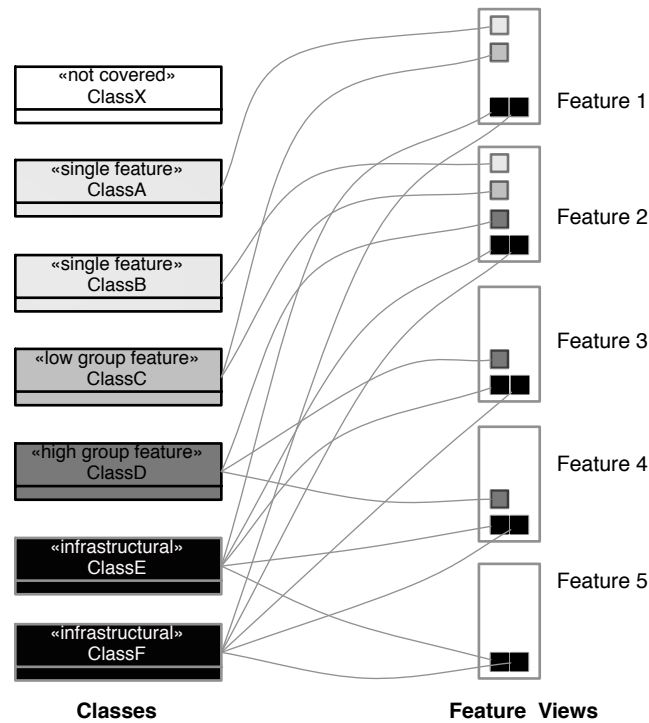 «not covered»
ClassX
«single feature»
ClassA
«single feature»
ClassB
«low group feature»
ClassC
«high group feature»
ClassD
«infrastructural»
ClassE
«infrastructural»
ClassF
Classes
Feature 1
Feature 2
Feature 3
Feature 4
Feature 5
Feature Views